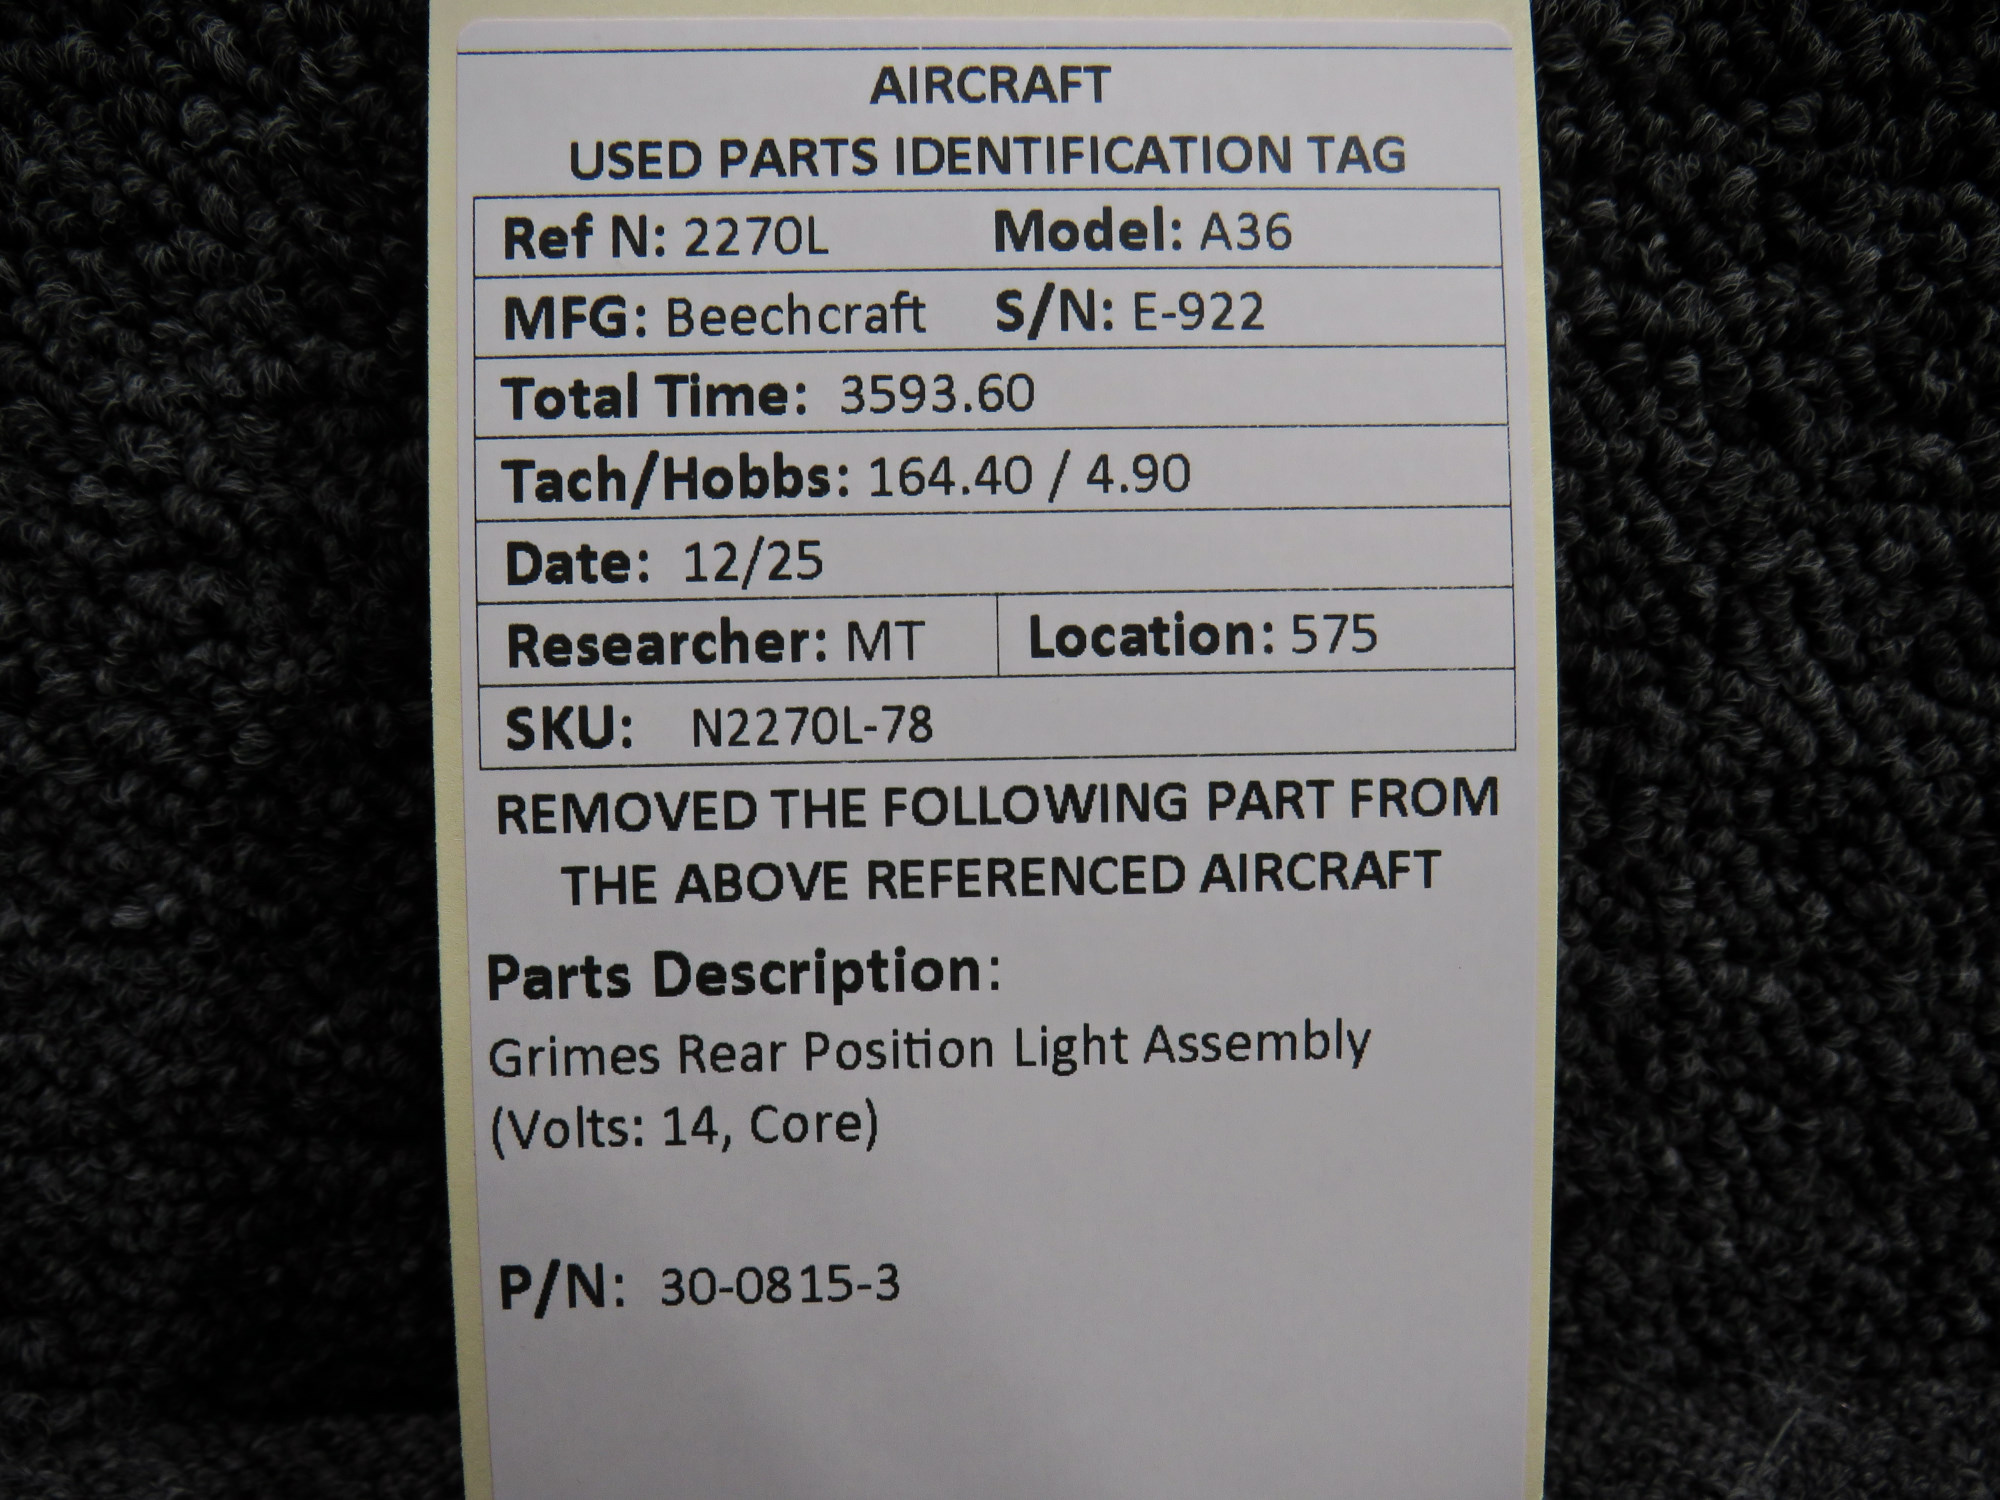 AIRCRAFT
USED PARTS IDENTIFICATION TAG
Ref N: 2270L Model: A36
MFG: Beechcraft S/N: E-922
Total Time: 3593.60
Tach/Hobbs: 164.40 / 4.90
Date: 12/25
Researcher: MT Location: 575
SKU: N2270L-78
REMOVED THE FOLLOWING PART FROM
THE ABOVE REFERENCED AIRCRAFT
Parts Description:
Grimes Rear Position Light Assembly
(Volts: 14, Core)
P/N: 30-0815-3